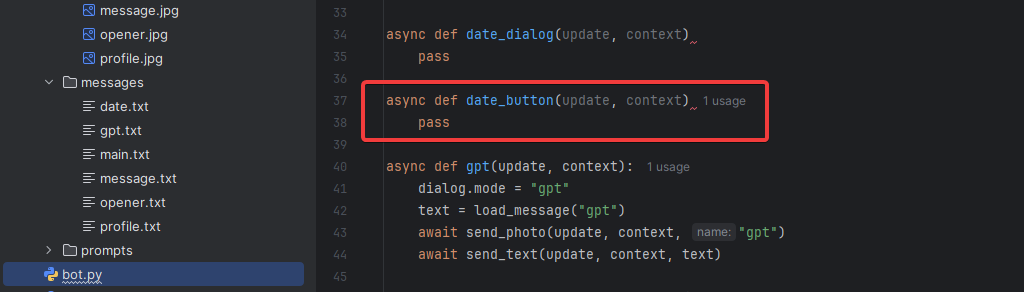 message.jpg
opener.jpg
profile.jpg
messages
date.txt
gpt.txt
main.txt
message.txt
opener.txt
profile.txt
prompts
bot.py
33
34 async def date_dialog(update, context)
35 pass
36
37 async def date_button(update, context) 1 usage
38 pass
39
40 async def gpt(update, context): 1 usage
41 dialog.mode = "gpt"
42 text = load_message("gpt")
43 await send_photo(update, context, name: "gpt")
44 await send_text(update, context, text)
45